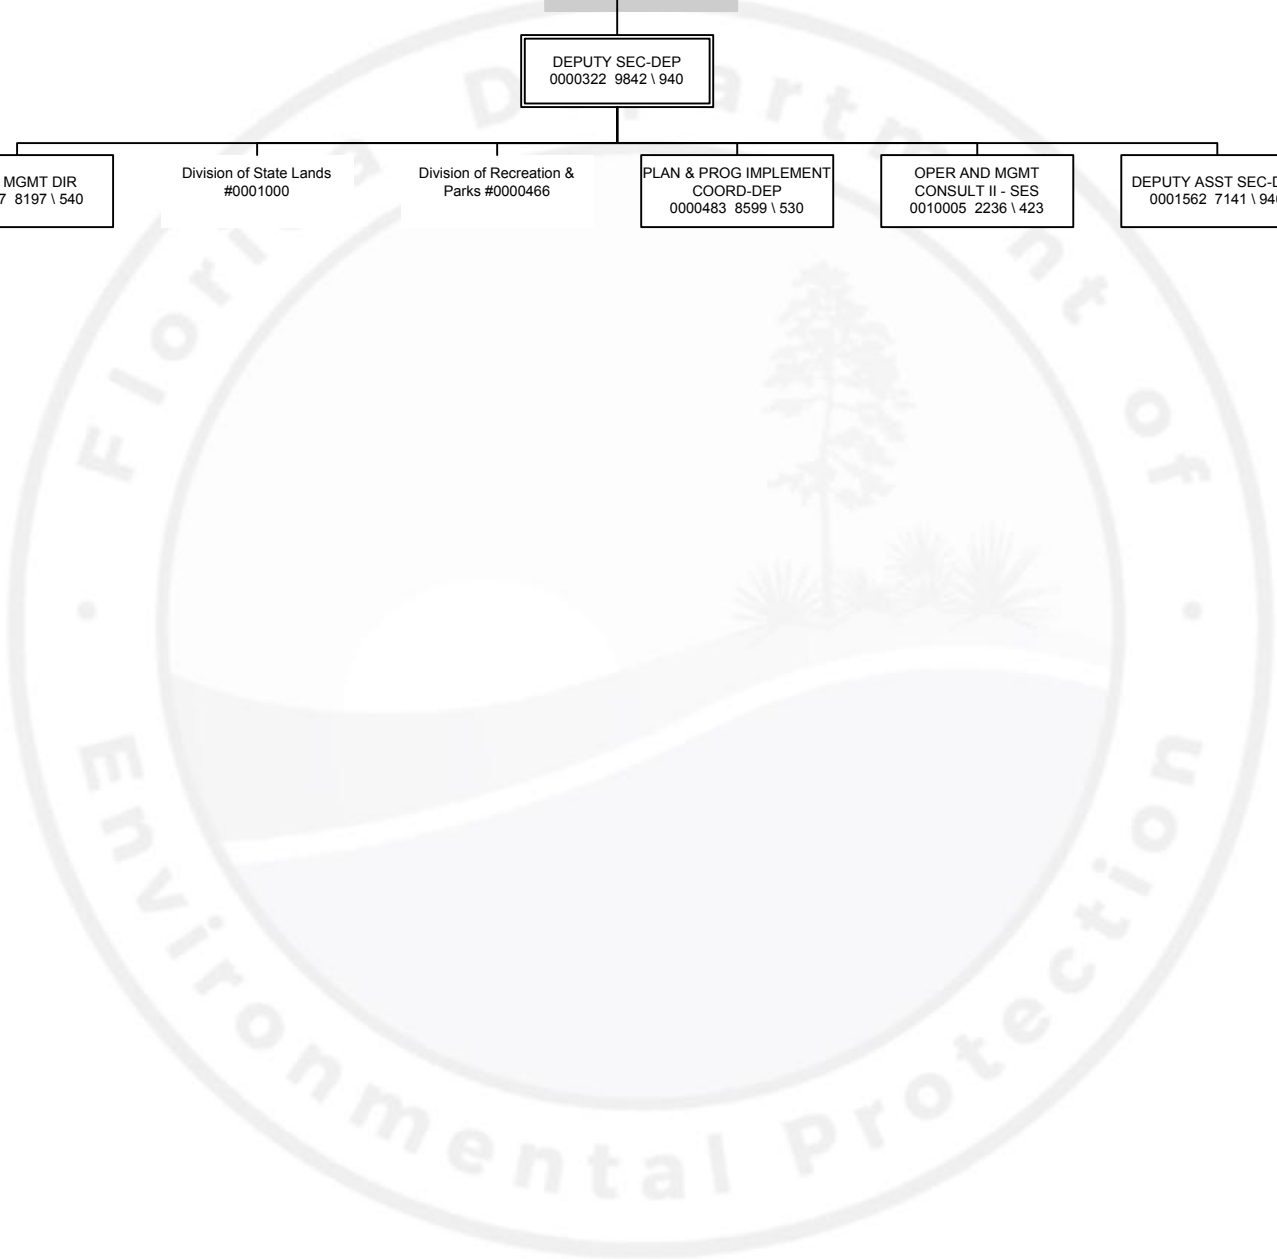 DEPUTY SEC-DEP
0000322 9842 \ 940
MGMT DIR
8197 \ 540
Division of State Lands
#0001000
Division of Recreation &
Parks #0000466
PLAN & PROG IMPLEMENT
COORD-DEP
0000483 8599 \ 530
OPER AND MGMT
CONSULT II - SES
0010005 2236 \ 423
DEPUTY ASST
0001562 7141 \
Florida Department of
Environmental Protection